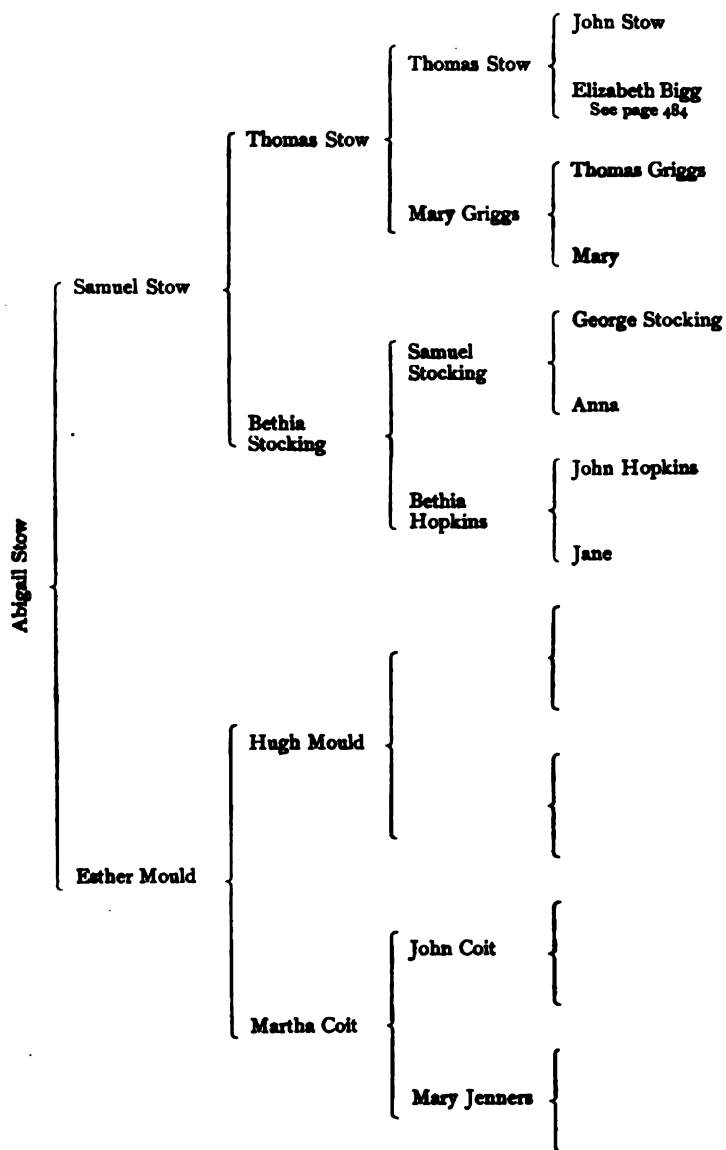 John Stow
Thomas Stow
Elizabeth Bigg
See page 484
Thomas Stow
Thomas Griggs
Mary Griggs
Mary
Samuel Stow
George Stocking
Samuel
Stocking
Anna
Bethia
Stocking
John Hopkins
Bethia
Hopkins
Jane
Abigail Stow
Hugh Mould
Esther Mould
John Coit
Martha Coit
Mary Jenners